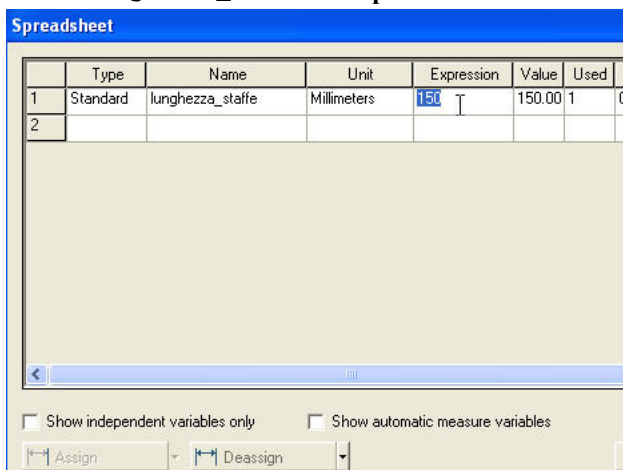 Spreadsheet
Type Name Unit Expression Value Used
1 Standard lunghezza_staffe Millimeters 150 150.00 1
2
Show independent variables only Show automatic measure variables
Assign Deassign